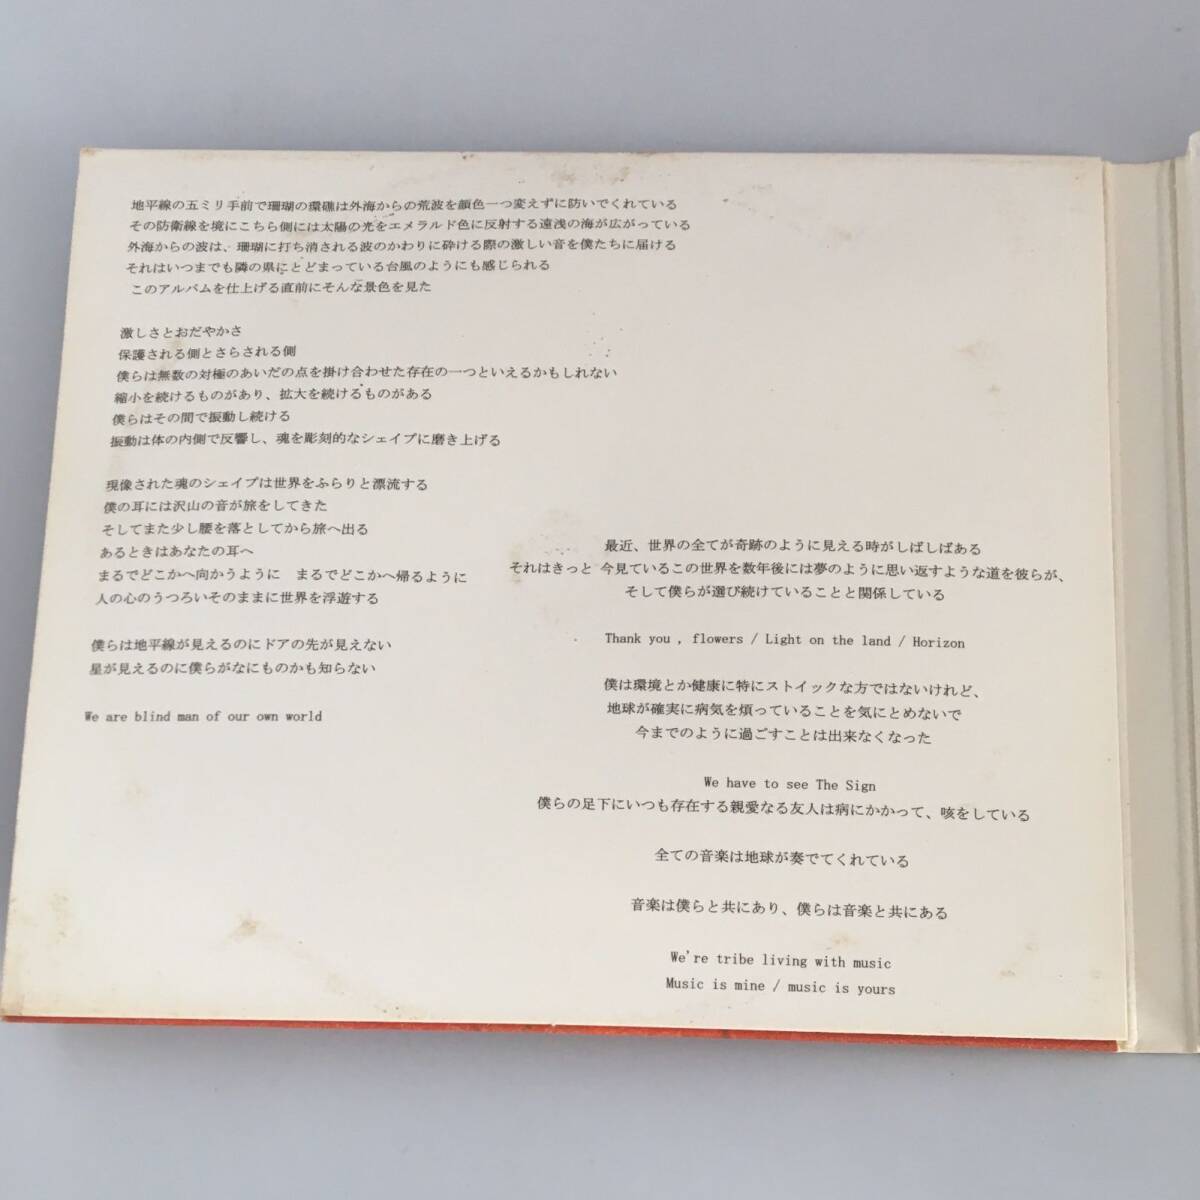 地平線の五ミリ手前で珊瑚の環礁は外海からの荒波を顔色一つ変えずに防いでくれている
その防衛線を境にこちら側には太陽の光をエメラルド色に反射する遠浅の海が広がっている
外海からの波は、珊瑚に打ち消される波のかわりに砕ける際の激しい音を僕たちに届ける
それはいつまでも隣の県にとどまっている台風のようにも感じられる
このアルバムを仕上げる直前にそんな景色を見た
激しさとおだやかさ
保護される側とさらされる側
僕らは無数の対極のあいだの点を掛け合わせた存在の一つといえるかもしれない
縮小を続けるものがあり、拡大を続けるものがある
僕らはその間で振動し続ける
振動は体の内側で反響し、魂を彫刻的なシェイプに磨き上げる
現像された魂のシェイプは世界をふらりと漂流する
僕の耳には沢山の音が旅をしてきた
そしてまた少し腰を落としてから旅へ出る
あるときはあなたの耳へ
まるでどこかへ向かうように　まるでどこかへ帰るように
人の心のうつろいそのままに世界を浮遊する
僕らは地平線が見えるのにドアの先が見えない
星が見えるのに僕らがなにものかも知らない
We are blind man of our own world
最近、世界の全てが奇跡のように見える時がしばしばある
それはきっと 今見ているこの世界を数年後には夢のように思い返すような道を彼らが、
そして僕らが選び続けていることと関係している
Thank you , flowers / Light on the land / Horizon
僕は環境とか健康に特にストイックな方ではないけれど、
地球が確実に病気を煩っていることを気にとめないで
今までのように過ごすことは出来なくなった
We have to see The Sign
僕らの足下にいつも存在する親愛なる友人は病にかかって、咳をしている
全ての音楽は地球が奏でてくれている
音楽は僕らと共にあり、僕らは音楽と共にある
We're tribe living with music
Music is mine / music is yours